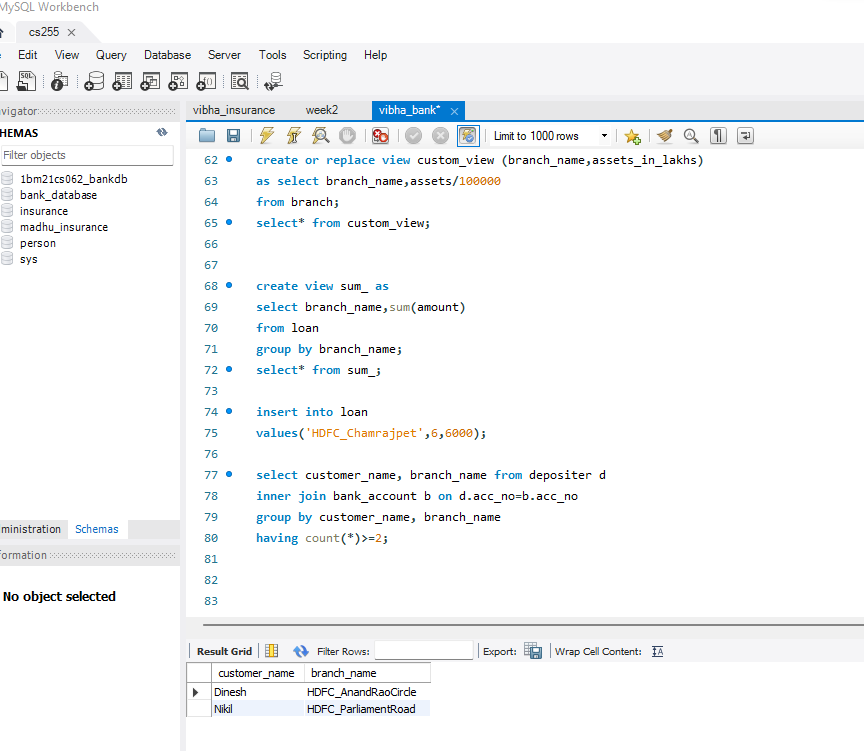 MySQL Workbench
cs255
Edit View Query Database Server Tools Scripting Help
vigator
HEMAS
Filter objects
1bm21cs062_bankdb
bank_database
insurance
madhu_insurance
person
sys
ministration Schemas
formation
No object selected
vibha_insurance week2 vibha_bank*
Limit to 1000 rows
62 create or replace view custom_view (branch_name,assets_in_lakhs)
63 as select branch_name,assets/100000
64 from branch;
65 select* from custom_view;
66
67
68 create view sum_ as
69 select branch_name,sum(amount)
70 from loan
71 group by branch_name;
72 select* from sum_;
73
74 insert into loan
75 values('HDFC_Chamrajpet',6,6000);
76
77 select customer_name, branch_name from depositer d
78 inner join bank_account b on d.acc_no=b.acc_no
79 group by customer_name, branch_name
80 having count(*)>=2;
81
82
83
Result Grid Filter Rows: Export: Wrap Cell Content:
customer_name branch_name
Dinesh HDFC_AnandRaoCircle
Nikil HDFC_ParliamentRoad